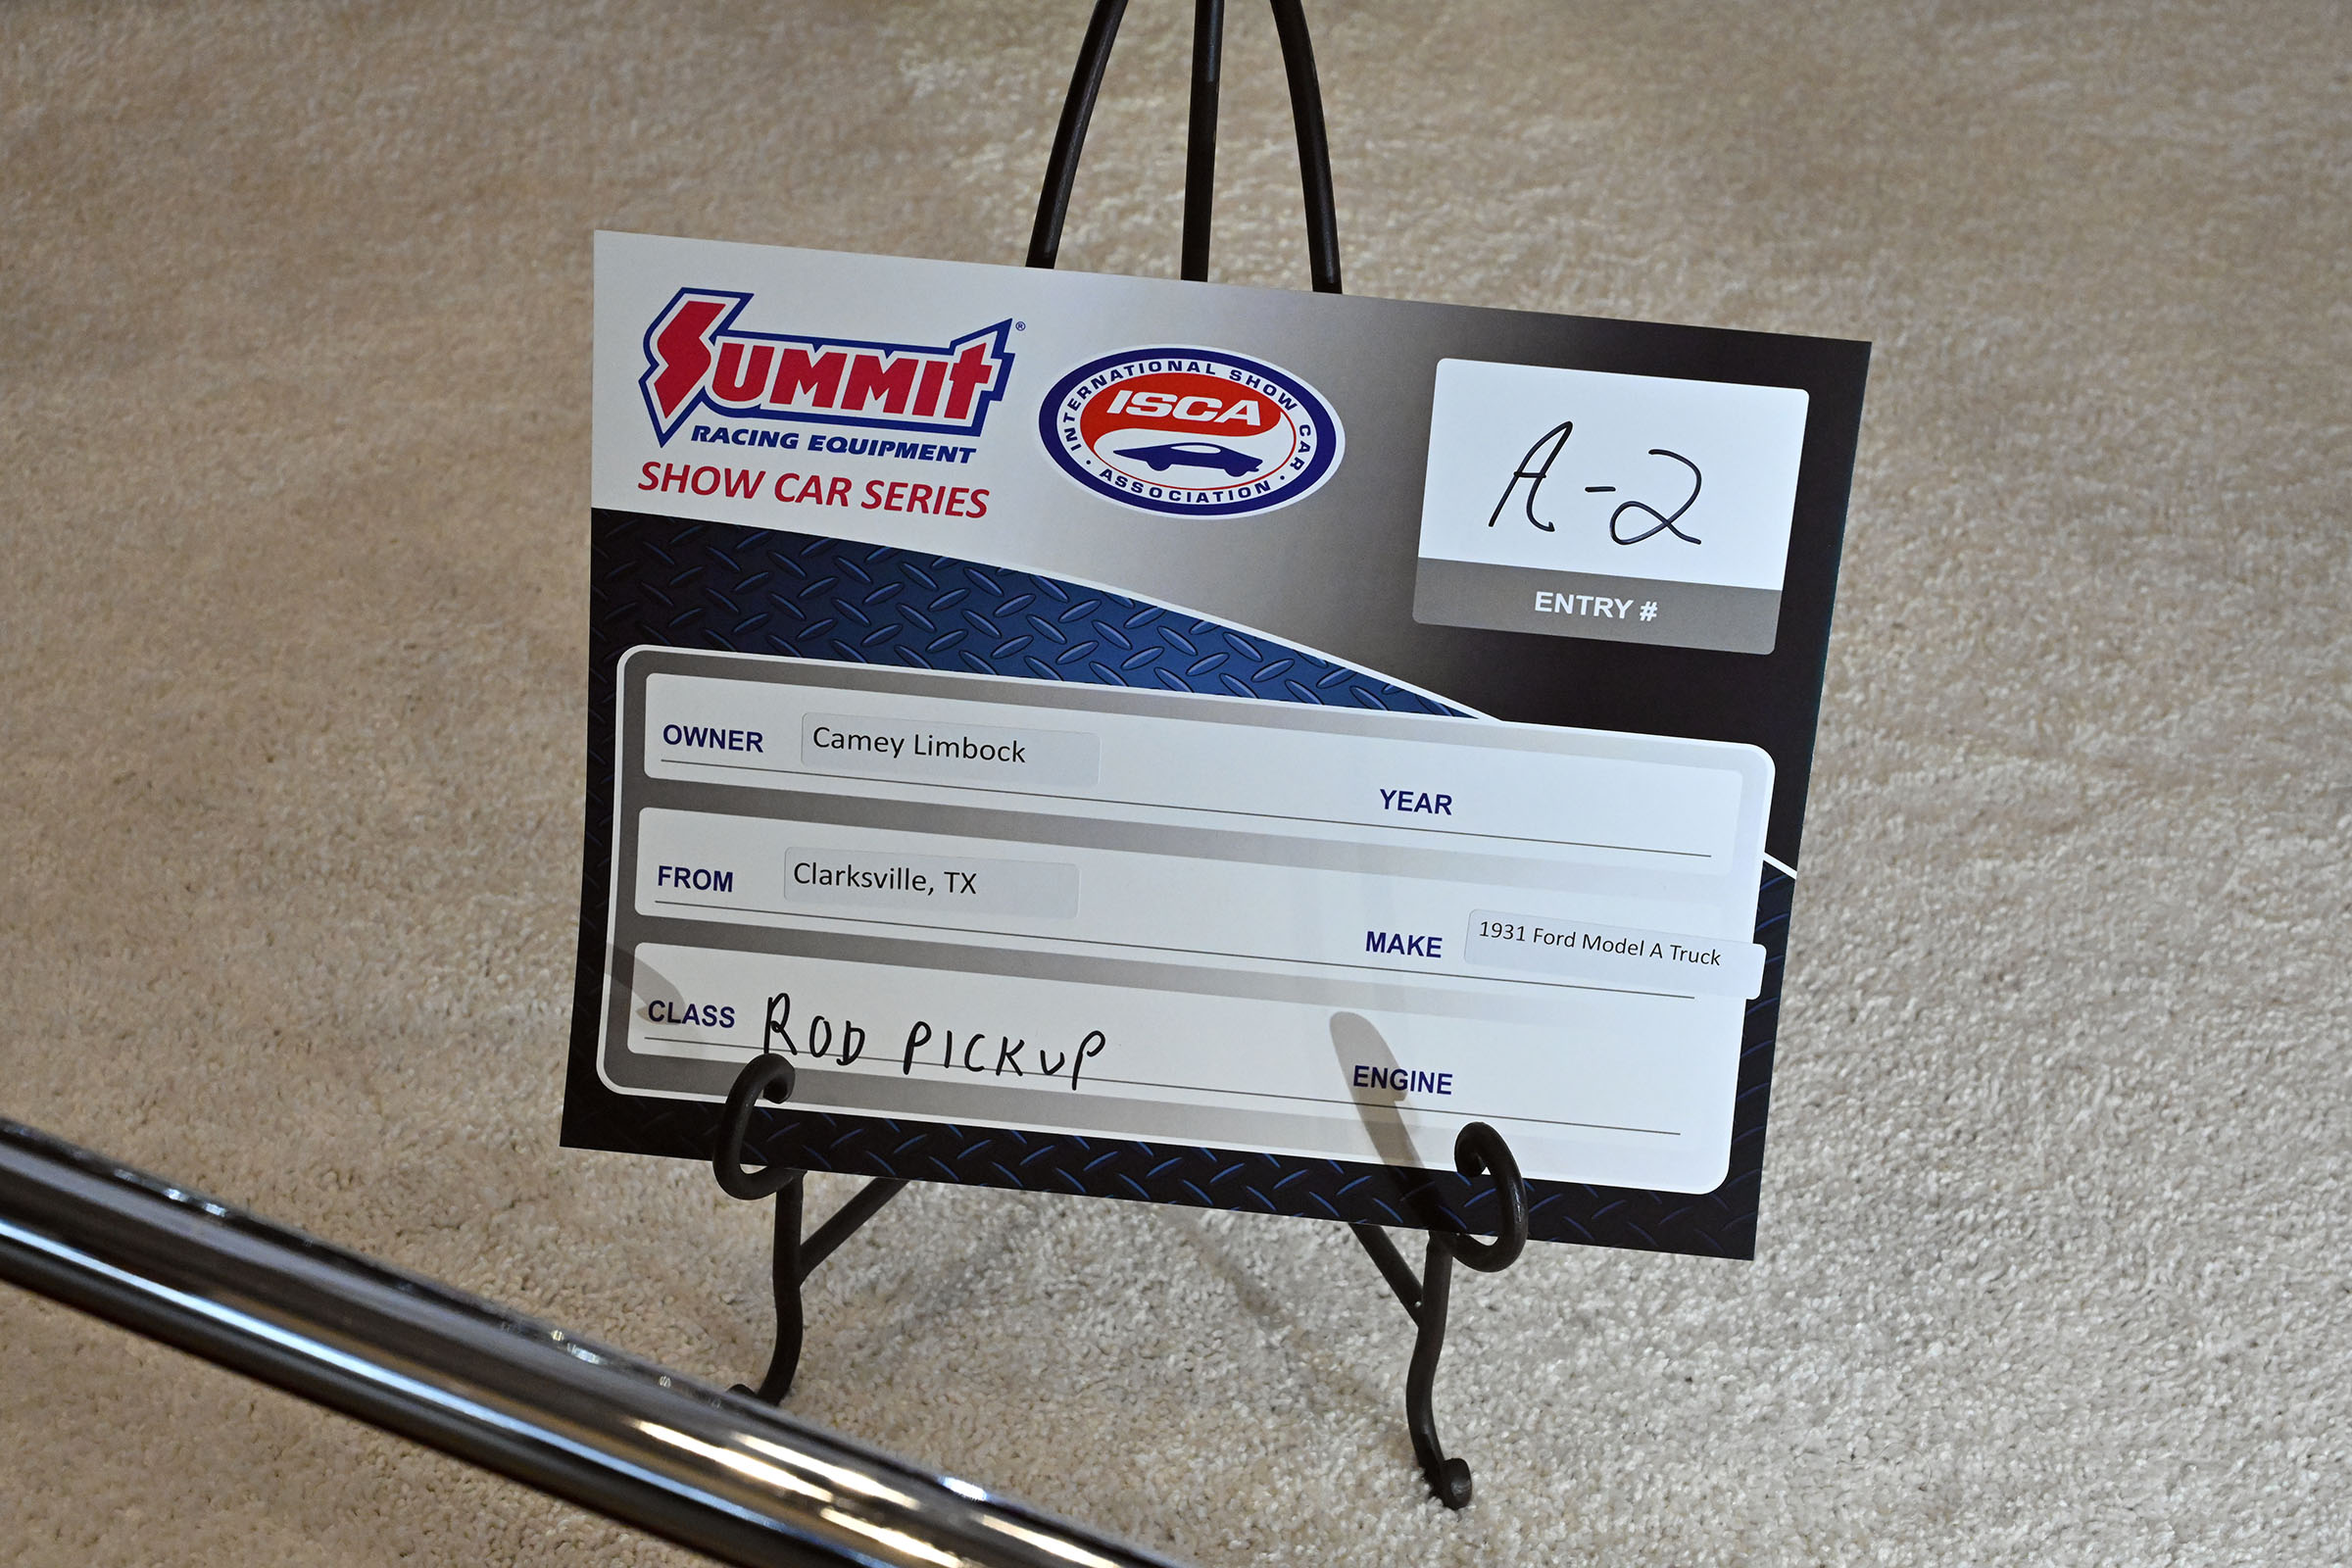 SUMMIT®
RACING EQUIPMENT
SHOW CAR SERIES
INTERNATIONAL SHOW CAR
ISCA
ASSOCIATION
A-2
ENTRY #
OWNER Camey Limbock
YEAR
FROM Clarksville, TX
MAKE 1931 Ford Model A Truck
CLASS ROD PICKUP
ENGINE